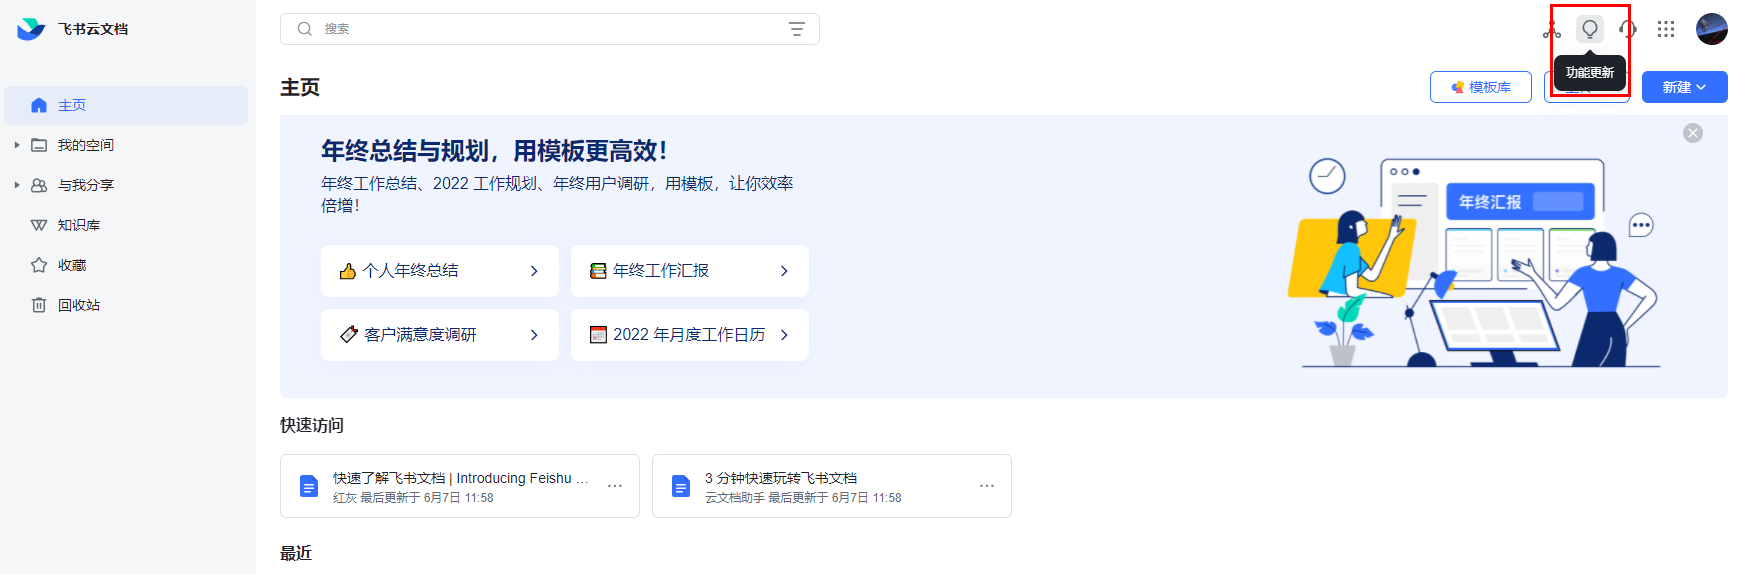 飞书云文档
搜索
功能更新
主页
主页
模板库
新建
我的空间
与我分享
知识库
收藏
回收站
年终总结与规划，用模板更高效！
年终工作总结、2022 工作规划、年终用户调研，用模板，让你效率
倍增！
年终汇报
个人年终总结
年终工作汇报
客户满意度调研
2022 年月度工作日历
快速访问
快速了解飞书文档 | Introducing Feishu ...
红灰 最后更新于 6月7日 11:58
3 分钟快速玩转飞书文档
云文档助手 最后更新于 6月7日 11:58
最近